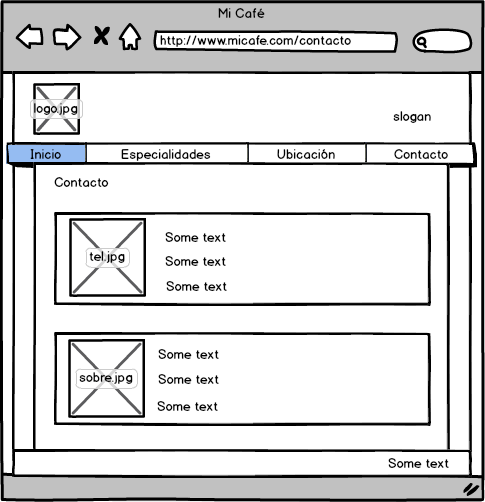 Mi Café
http://www.micafe.com/contacto
logo.jpg
slogan
Inicio Especialidades Ubicación Contacto
Contacto
tel.jpg
Some text
Some text
Some text
sobre.jpg
Some text
Some text
Some text
Some text